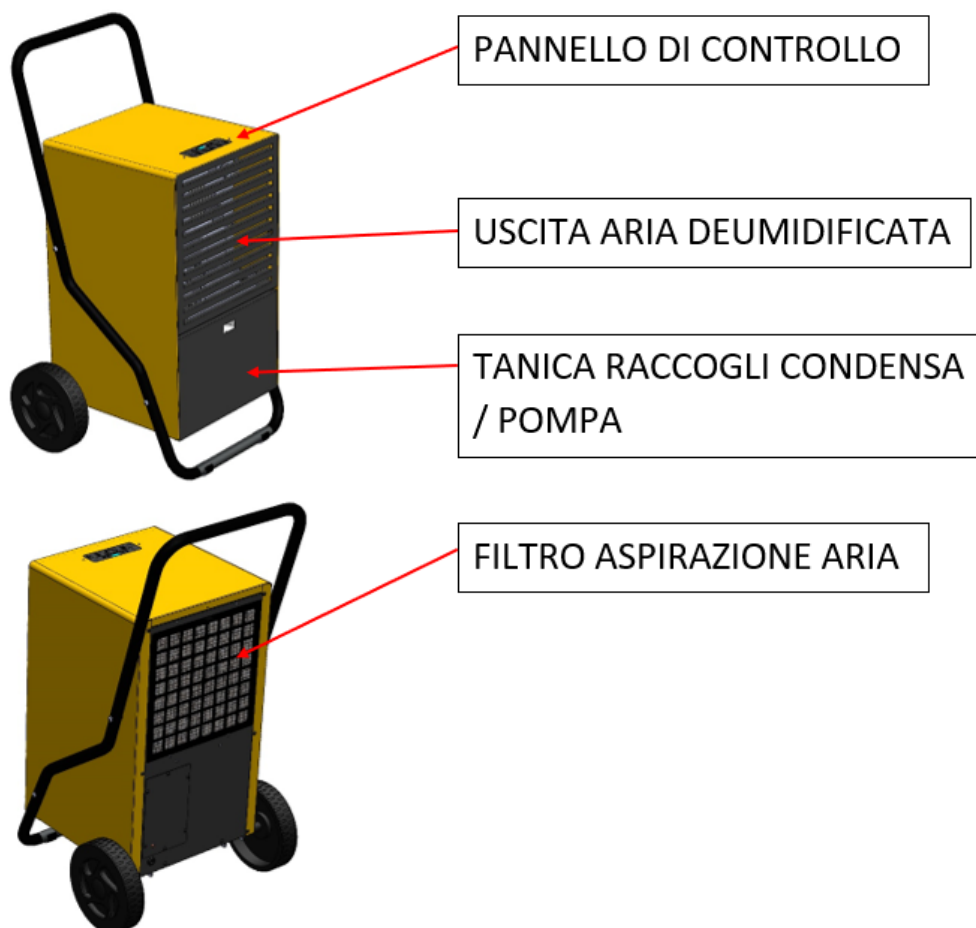 PANNELLO DI CONTROLLO
USCITA ARIA DEUMIDIFICATA
TANICA RACCOGLI CONDENSA
/ POMPA
FILTRO ASPIRAZIONE ARIA